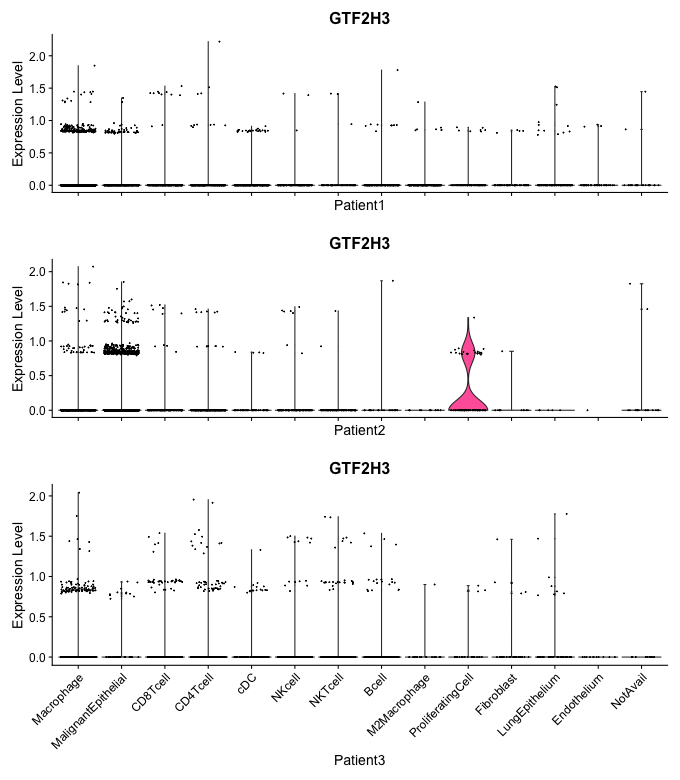 GTF2H3
Expression Level
2.0
1.5
1.0
0.5
0.0
Patient1
GTF2H3
Expression Level
2.0
1.5
1.0
0.5
0.0
Patient2
GTF2H3
Expression Level
2.0
1.5
1.0
0.5
0.0
Macrophage
MalignantEpithelial
CD8Tcell
CD4Tcell
cDC
NKcell
NKTcell
Bcell
M2Macrophage
ProliferatingCell
Fibroblast
LungEpithelium
Endothelium
NotAvail
Patient3